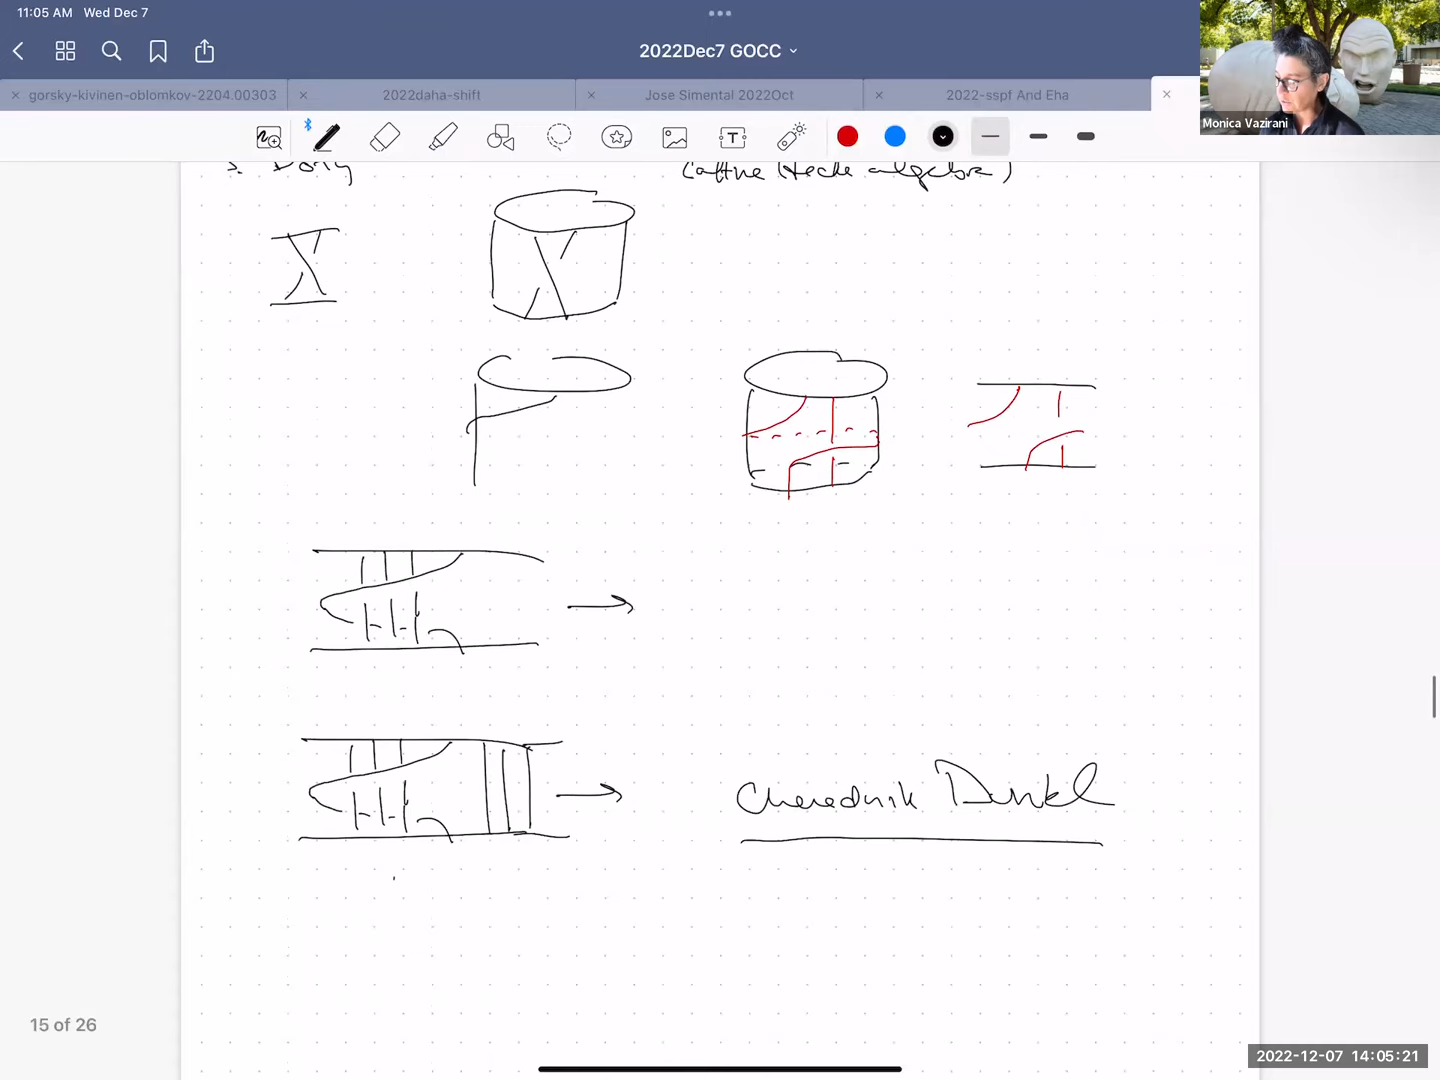 11:05 AM Wed Dec 7
2022Dec7 GOCC
gorsky-kivinen-oblomkov-2204.00303
2022daha-shift
Jose Simental 2022Oct
2022-sspf And Eha
Monica Vazirani
(affine Hecke algebra)
Cherednik Dunkl
15 of 26
2022-12-07 14:05:21